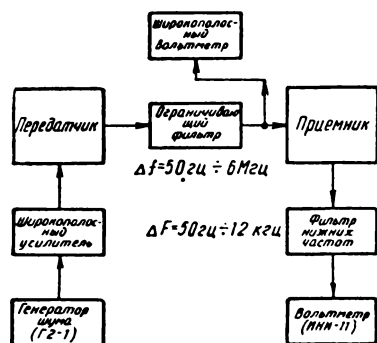 Широкополос-
ный
вольтметр
Передатчик
Ограничиваю-
щий
фильтр
Приемник
Δf=50гц÷6Мгц
Широкополос-
ный
усилитель
ΔF=50гц÷12 кгц
Фильтр
нижних
частот
Генератор
шума
(Г2-1)
Вольтметр
(ИНИ-11)